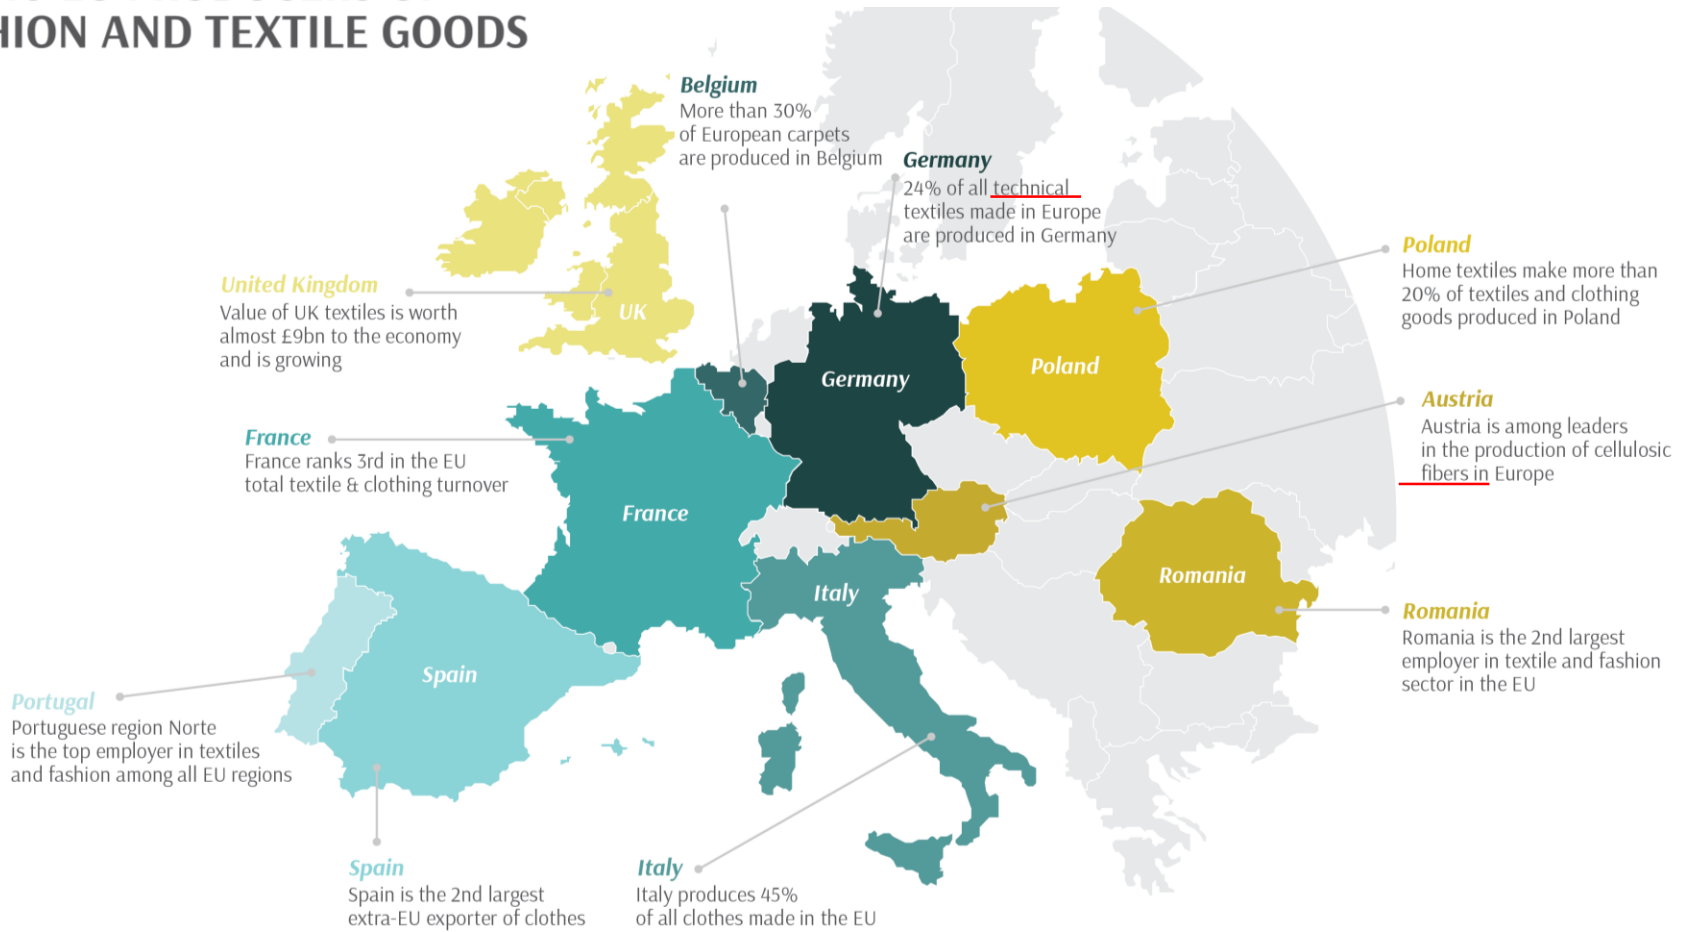 HION AND TEXTILE GOODS
Belgium
More than 30%
of European carpets
are produced in Belgium
Germany
24% of all technical
textiles made in Europe
are produced in Germany
Poland
Home textiles make more than
20% of textiles and clothing
goods produced in Poland
United Kingdom
Value of UK textiles is worth
almost £9bn to the economy
and is growing
UK
Germany
Poland
Austria
Austria is among leaders
in the production of cellulosic
fibers in Europe
France
France ranks 3rd in the EU
total textile & clothing turnover
France
Italy
Romania
Romania
Romania is the 2nd largest
employer in textile and fashion
sector in the EU
Spain
Portugal
Portuguese region Norte
is the top employer in textiles
and fashion among all EU regions
Spain
Spain is the 2nd largest
extra-EU exporter of clothes
Italy
Italy produces 45%
of all clothes made in the EU